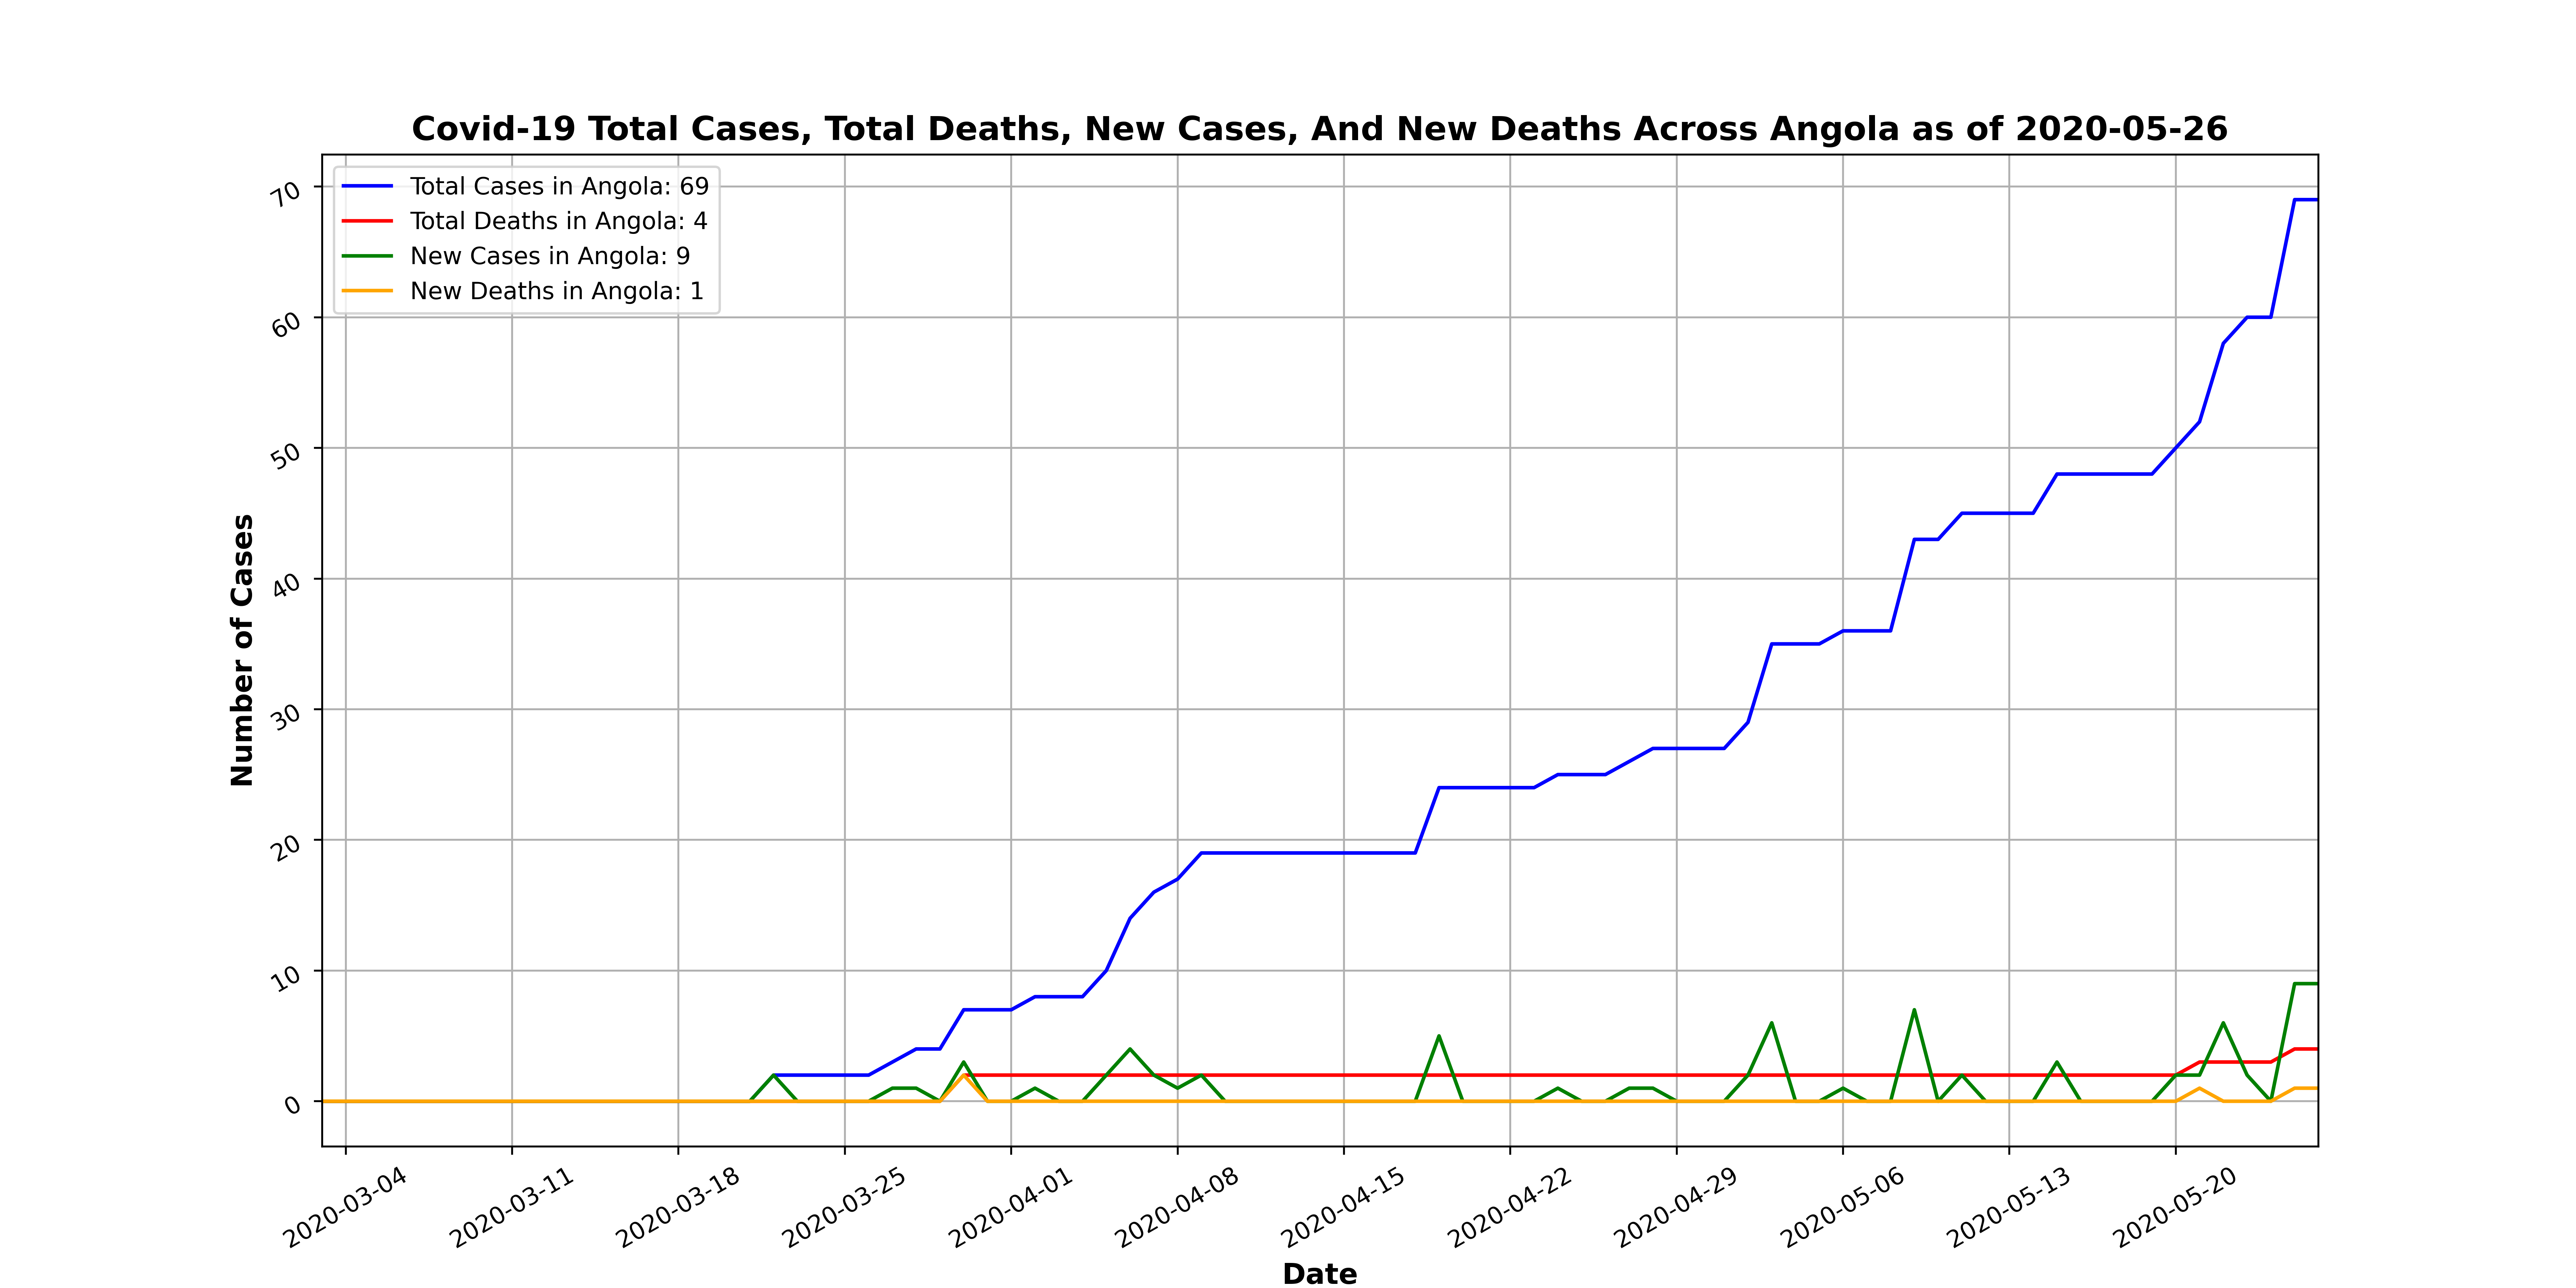 Covid-19 Total Cases, Total Deaths, New Cases, And New Deaths Across Angola as of 2020-05-26
Total Cases in Angola: 69
Total Deaths in Angola: 4
New Cases in Angola: 9
New Deaths in Angola: 1
Number of Cases
70
60
50
40
30
20
10
0
2020-03-04
2020-03-11
2020-03-18
2020-03-25
2020-04-01
2020-04-08
2020-04-15
2020-04-22
2020-04-29
2020-05-06
2020-05-13
2020-05-20
Date